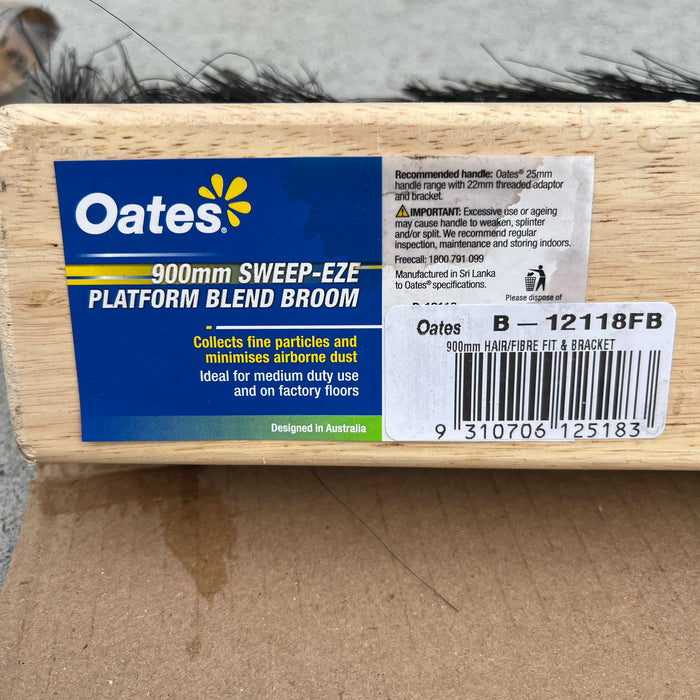 Oates®
900mm SWEEP-EZE
PLATFORM BLEND BROOM
Collects fine particles and
minimises airborne dust
Ideal for medium duty use
and on factory floors
Designed in Australia
Recommended handle: Oates® 25mm
handle range with 22mm threaded adaptor
and bracket.
IMPORTANT: Excessive use or ageing
may cause handle to weaken, splinter
and/or split. We recommend regular
inspection, maintenance and storing indoors.
Freecall: 1800 791 099
Manufactured in Sri Lanka
to Oates® specifications.
Please dispose of
Oates B – 12118FB
900mm HAIR/FIBRE FIT & BRACKET
9 310706 125183